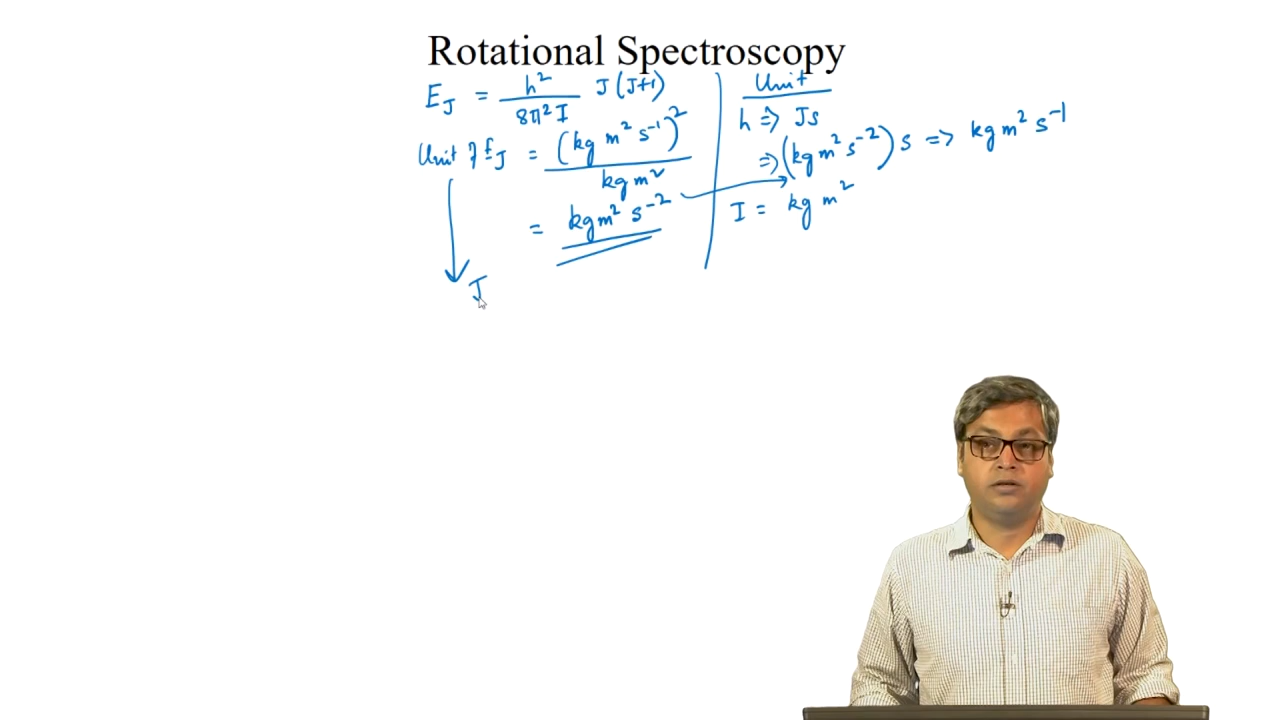 Rotational Spectroscopy
E_J = h² / 8π²I J(J+1)
Unit of E_J = (kg m² s⁻¹)² / kg m²
= kg m² s⁻²
J
Unit
h ⇒ Js
⇒ (kg m² s⁻²) s ⇒ kg m² s⁻¹
I = kg m²